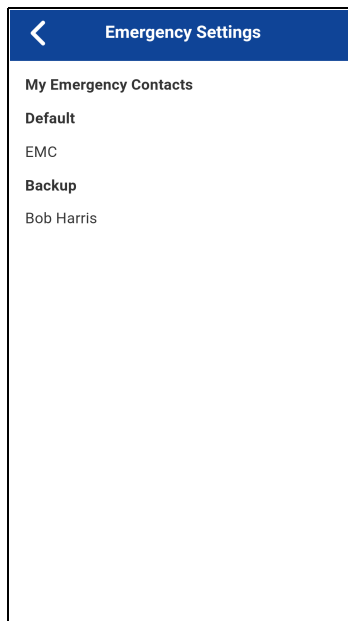 Emergency Settings
My Emergency Contacts
Default
EMC
Backup
Bob Harris